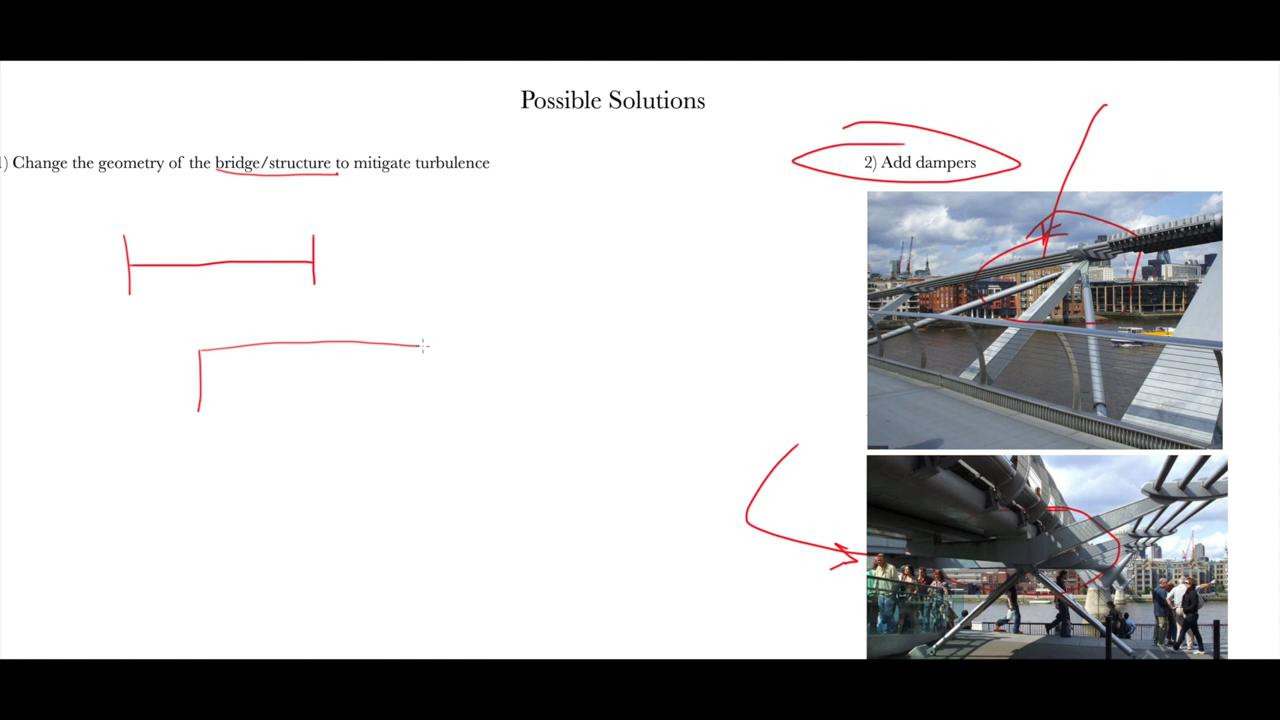 Possible Solutions
1) Change the geometry of the bridge/structure to mitigate turbulence
2) Add dampers